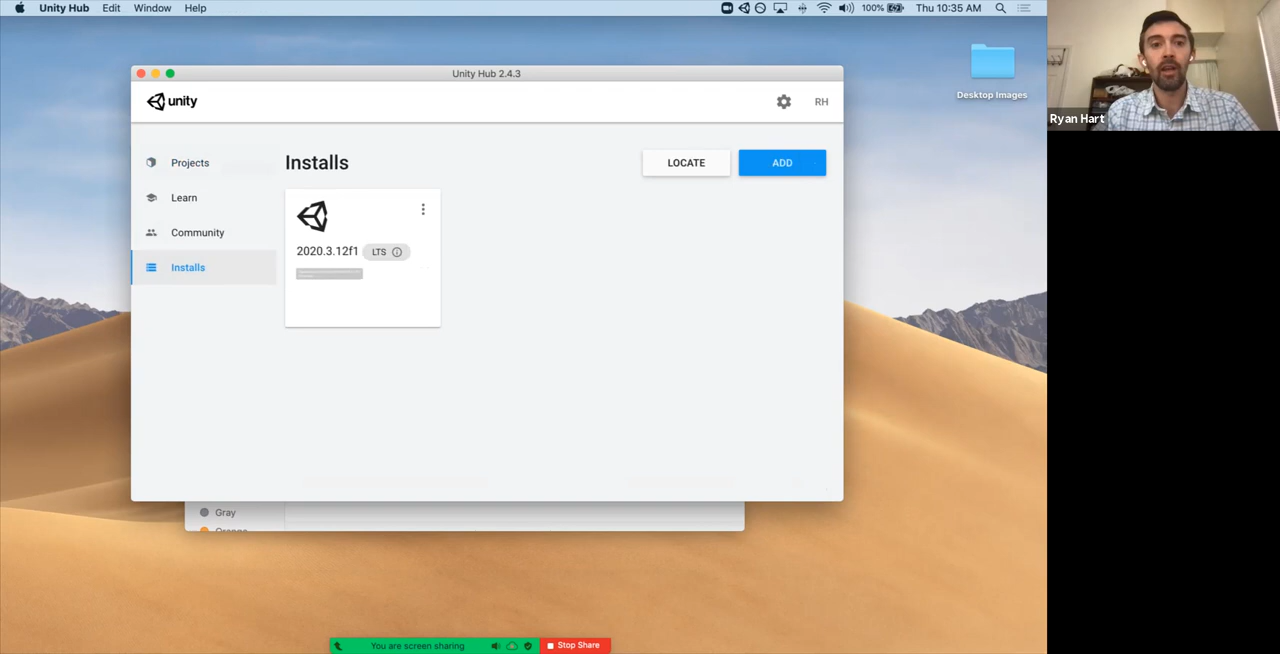 Unity Hub Edit Window Help
100% Thu 10:35 AM
Desktop Images
Ryan Hart
Unity Hub 2.4.3
unity
RH
Projects
Learn
Community
Installs
Installs
LOCATE
ADD
2020.3.12f1 LTS
Gray
Orange
You are screen sharing
Stop Share